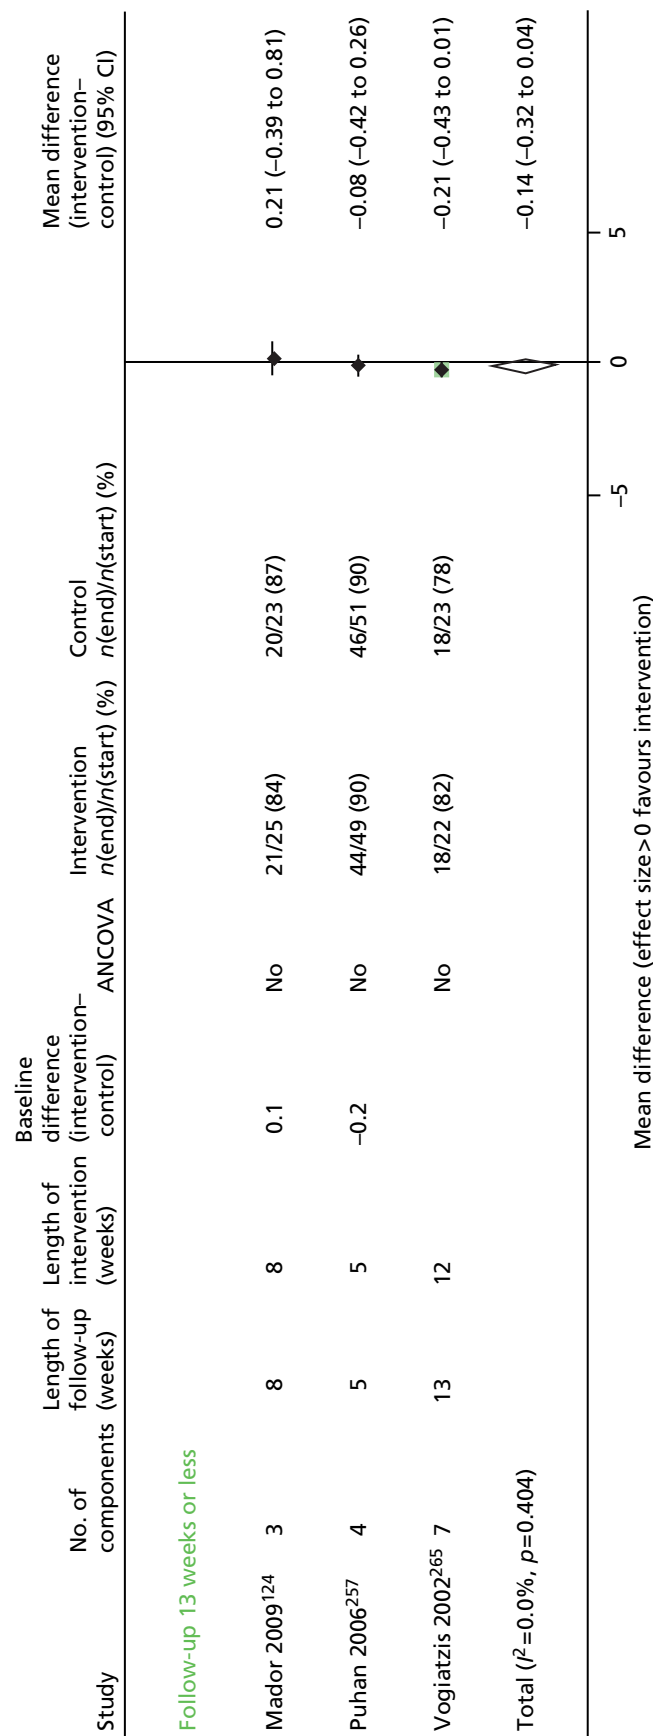 Study No. of components Length of follow-up (weeks) Length of intervention (weeks) Baseline difference (intervention–control) ANCOVA Intervention n(end)/n(start) (%) Control n(end)/n(start) (%) Mean difference (intervention–control) (95% CI)
Follow-up 13 weeks or less
Mador 2009¹²⁴ 3 8 8 0.1 No 21/25 (84) 20/23 (87) 0.21 (–0.39 to 0.81)
Puhan 2006²⁵⁷ 4 5 5 –0.2 No 44/49 (90) 46/51 (90) –0.08 (–0.42 to 0.26)
Vogiatzis 2002²⁶⁵ 7 13 12 No 18/22 (82) 18/23 (78) –0.21 (–0.43 to 0.01)
Total (I²=0.0%, p=0.404) –0.14 (–0.32 to 0.04)
–5 0 5
Mean difference (effect size>0 favours intervention)